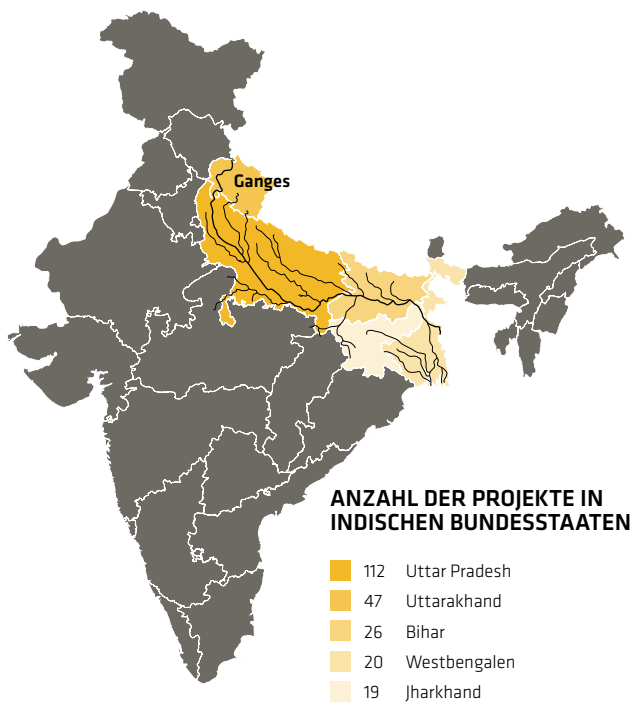 Ganges
ANZAHL DER PROJEKTE IN
INDISCHEN BUNDESSTAATEN
112 Uttar Pradesh
47 Uttarakhand
26 Bihar
20 Westbengalen
19 Jharkhand